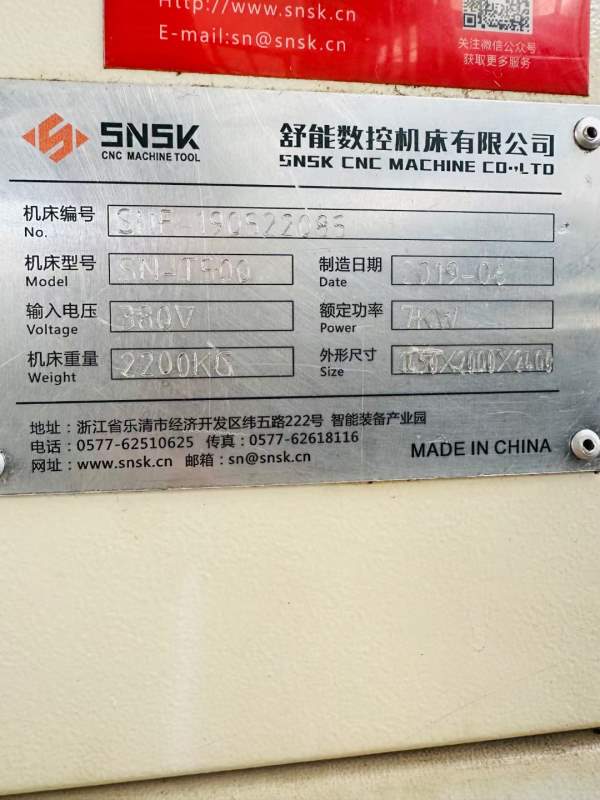 Http://www.snsk.cn
E-mail:sn@snsk.cn
关注微信公众号
获取更多服务
SNSK
CNC MACHINE TOOL
舒能数控机床有限公司
SNSK CNC MACHINE CO.,LTD
机床编号
No.
机床型号 制造日期
Model Date
输入电压 380V 额定功率 7KW
Voltage Power
机床重量 2200KG 外形尺寸
Weight Size
地址：浙江省乐清市经济开发区纬五路222号 智能装备产业园
电话：0577-62510625 传真：0577-62618116
网址：www.snsk.cn 邮箱：sn@snsk.cn
MADE IN CHINA